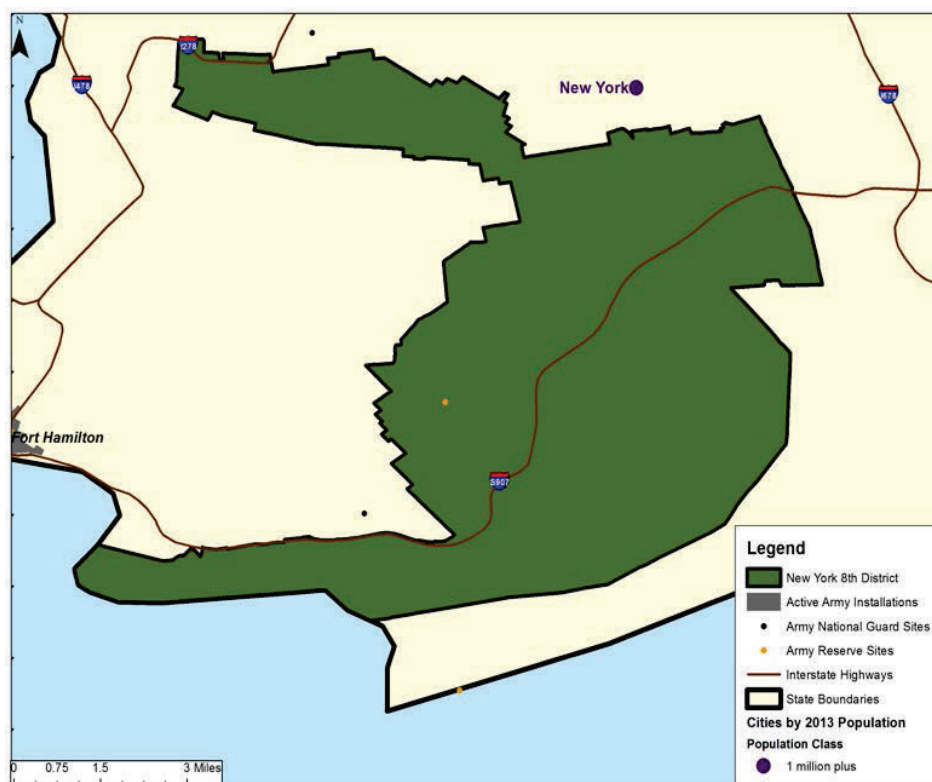 N
I278
I478
New York
I678
Fort Hamilton
S907
Legend
New York 8th District
Active Army Installations
Army National Guard Sites
Army Reserve Sites
Interstate Highways
State Boundaries
Cities by 2013 Population
Population Class
1 million plus
0 0.75 1.5 3 Miles